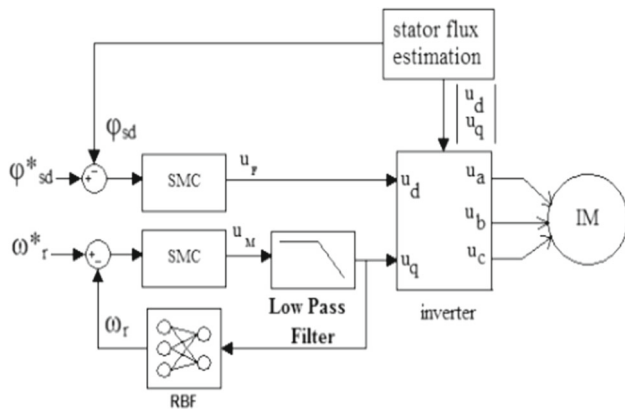 stator flux
estimation
u_d
u_q
φ_sd
φ*_sd
+ -
SMC
u_F
u_d
u_a
ω*_r
+ -
SMC
u_M
u_q
u_b
u_c
IM
Low Pass
Filter
inverter
ω_r
RBF